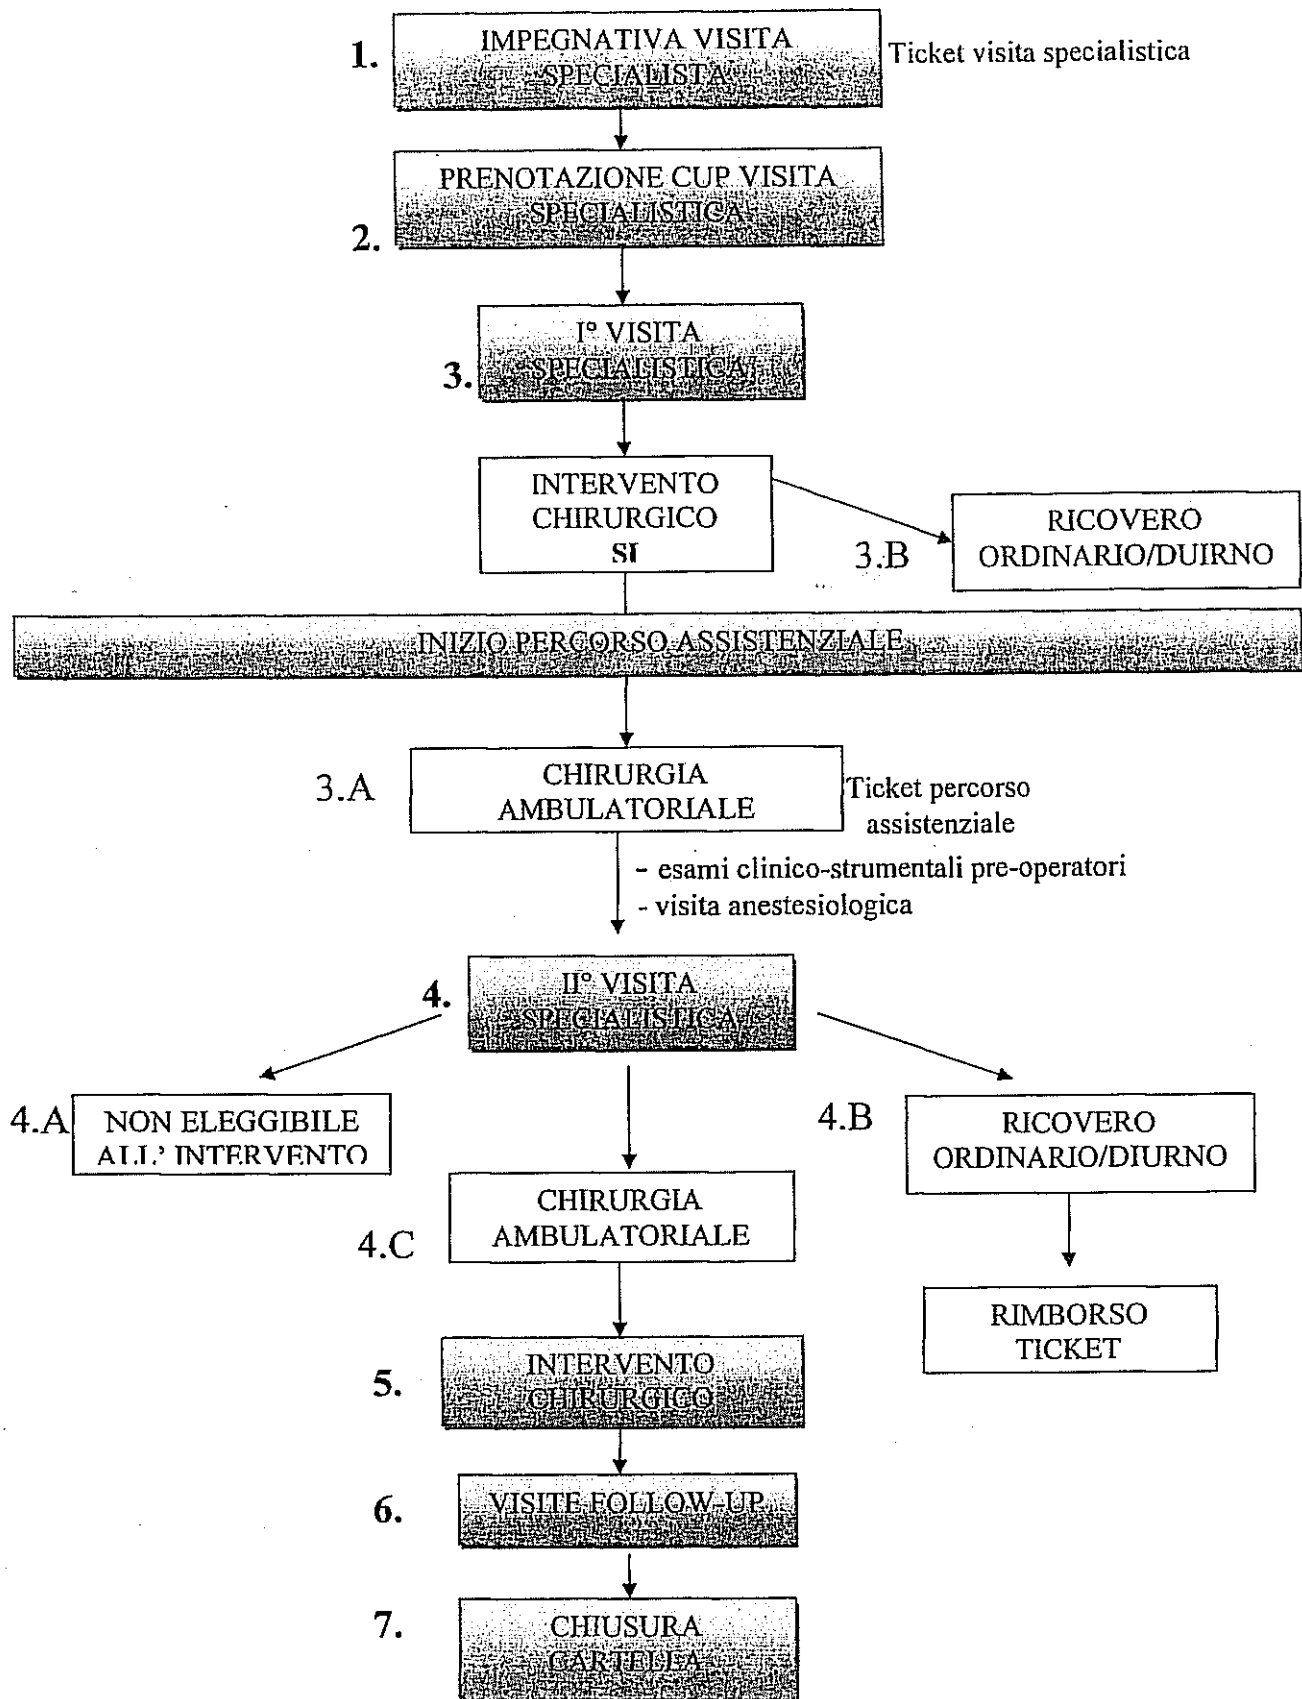 1.
IMPEGNATIVA VISITA
SPECIALISTA
Ticket visita specialistica
PRENOTAZIONE CUP VISITA
SPECIALISTICA
2.
I° VISITA
SPECIALISTICA
3.
INTERVENTO
CHIRURGICO
SI
3.B
RICOVERO
ORDINARIO/DUIRNO
INIZIO PERCORSO ASSISTENZIALE
3.A
CHIRURGIA
AMBULATORIALE
Ticket percorso
assistenziale
- esami clinico-strumentali pre-operatori
- visita anestesiologica
4.
II° VISITA
SPECIALISTICA
4.A
NON ELEGGIBILE
ALL' INTERVENTO
4.B
RICOVERO
ORDINARIO/DIURNO
4.C
CHIRURGIA
AMBULATORIALE
RIMBORSO
TICKET
5.
INTERVENTO
CHIRURGICO
6.
VISITE FOLLOW-UP
7.
CHIUSURA
CARTELLA